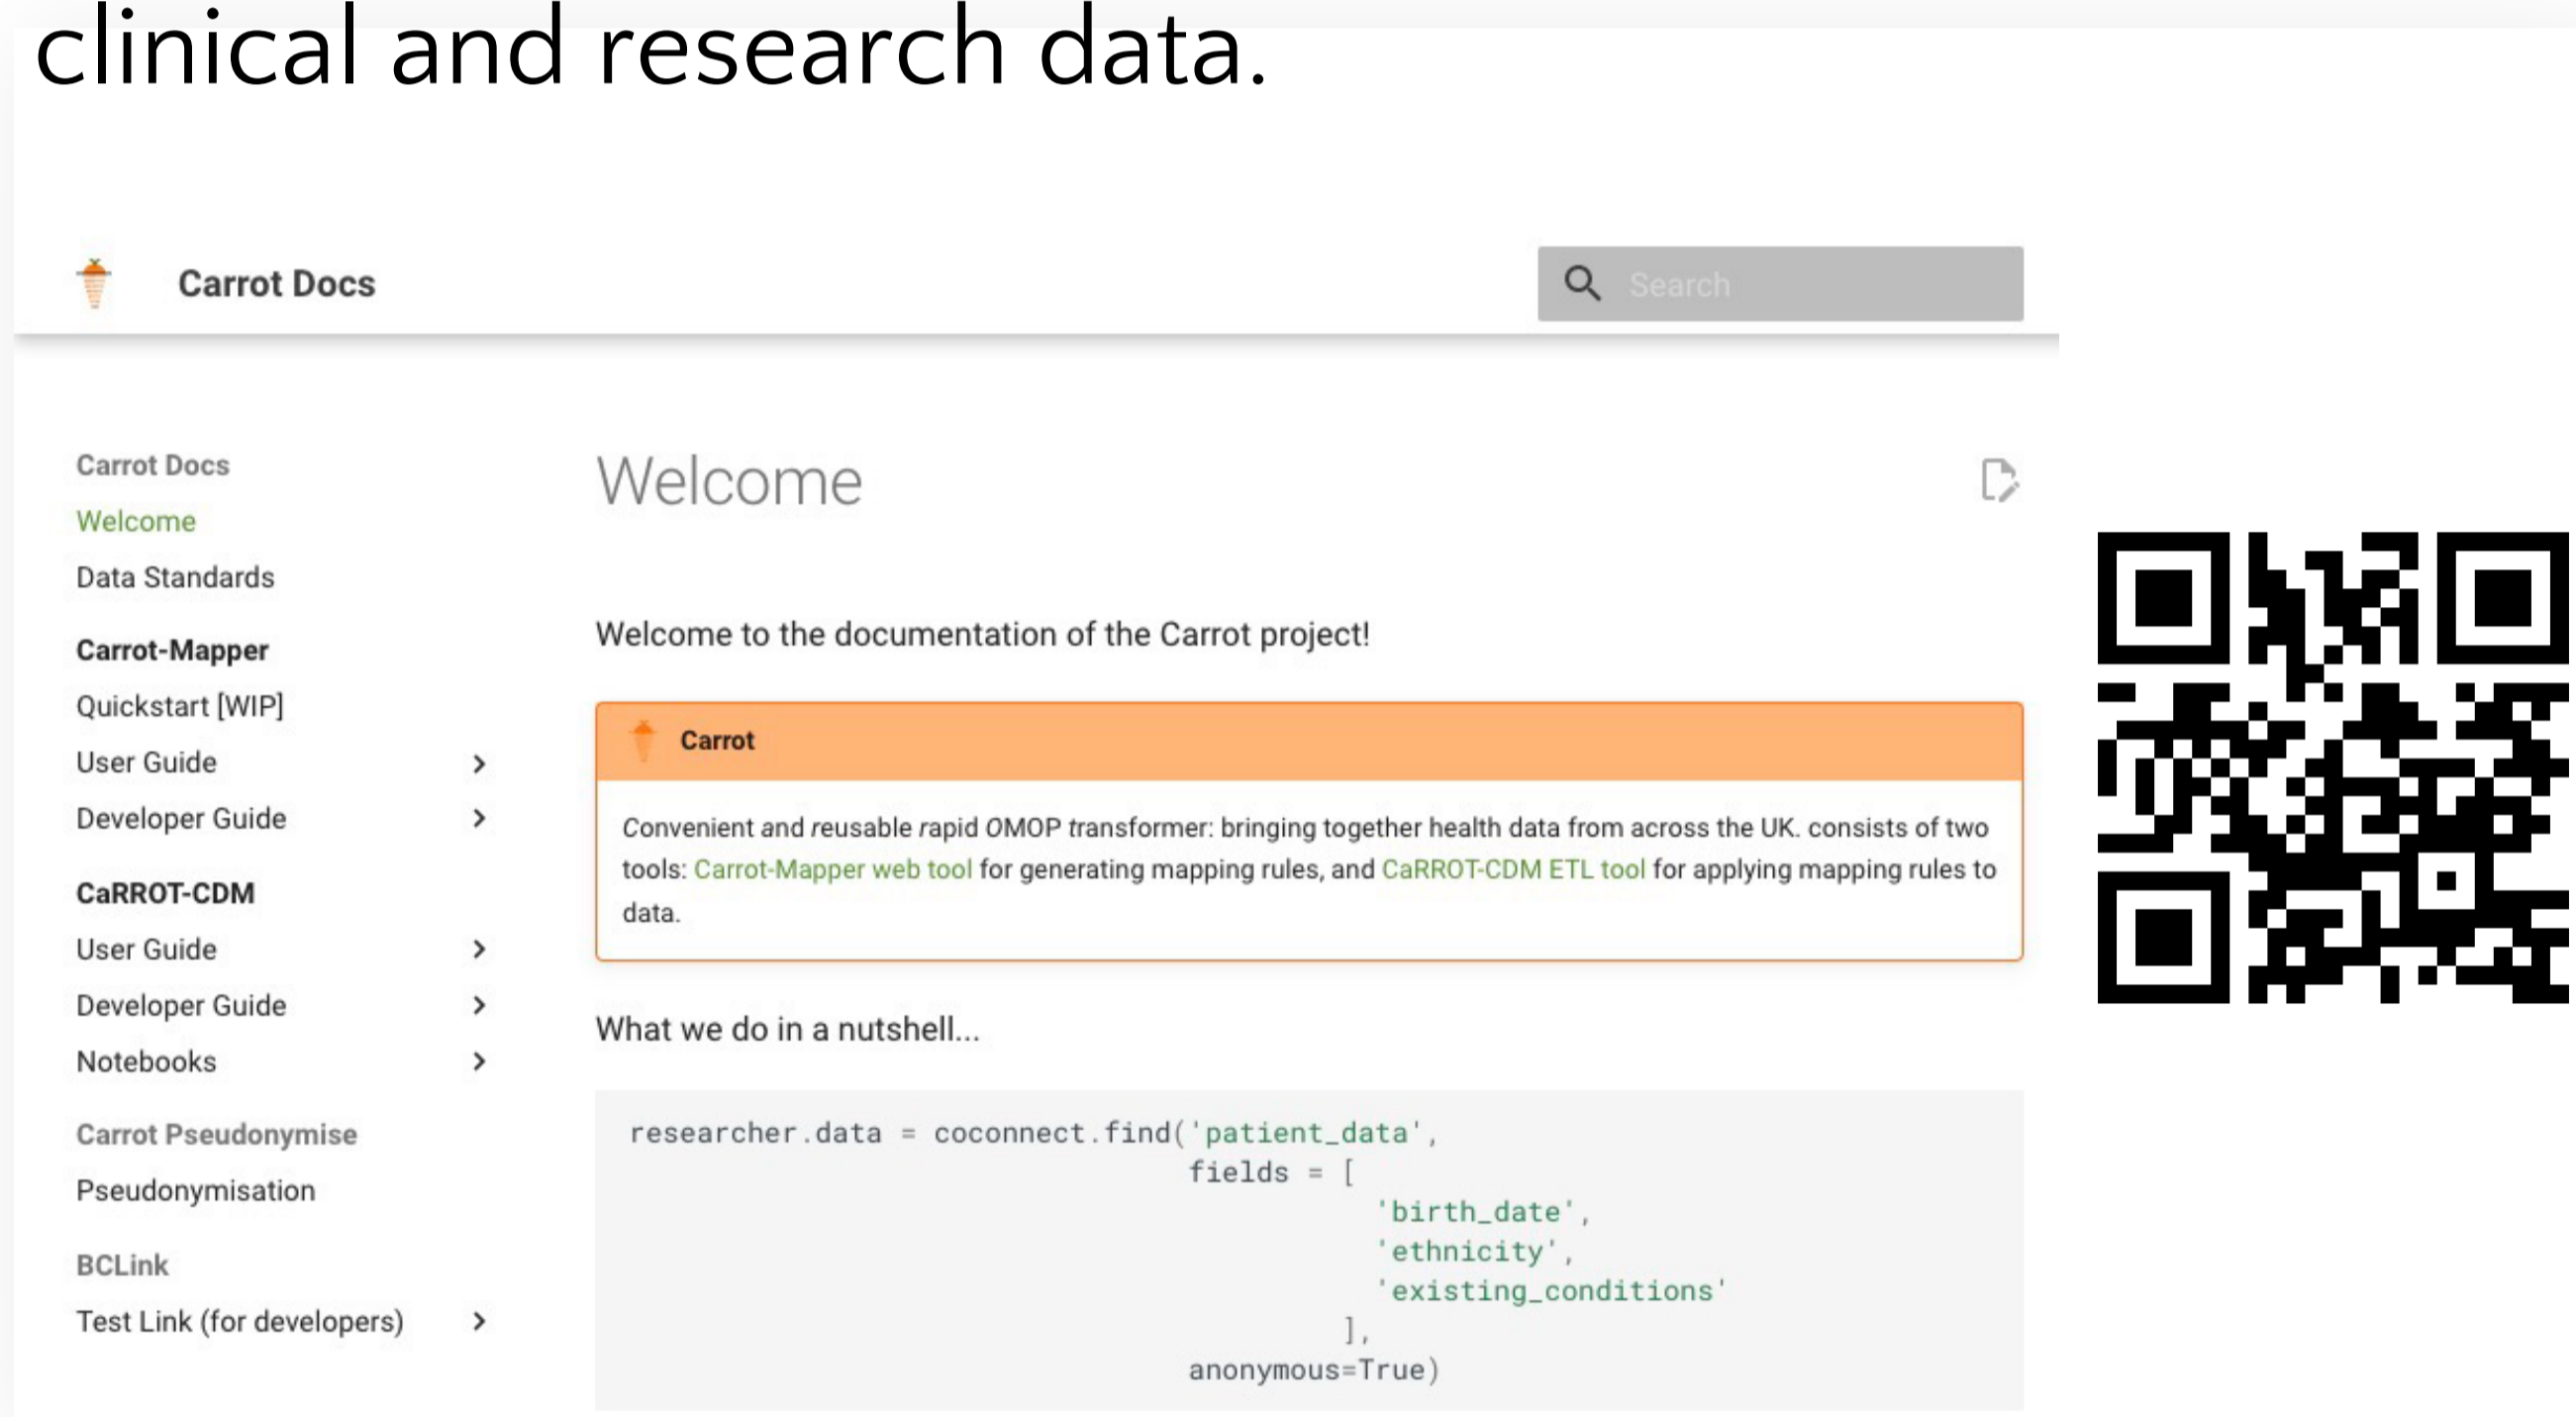 clinical and research data.
Carrot Docs
Search
Carrot Docs
Welcome
Data Standards
Carrot-Mapper
Quickstart [WIP]
User Guide
Developer Guide
CaRROT-CDM
User Guide
Developer Guide
Notebooks
Carrot Pseudonymise
Pseudonymisation
BCLink
Test Link (for developers)
Welcome
Welcome to the documentation of the Carrot project!
Carrot
Convenient and reusable rapid OMOP transformer: bringing together health data from across the UK. consists of two
tools: Carrot-Mapper web tool for generating mapping rules, and CaRROT-CDM ETL tool for applying mapping rules to
data.
What we do in a nutshell...
researcher.data = coconnect.find('patient_data',
fields = [
'birth_date',
'ethnicity',
'existing_conditions'
],
anonymous=True)